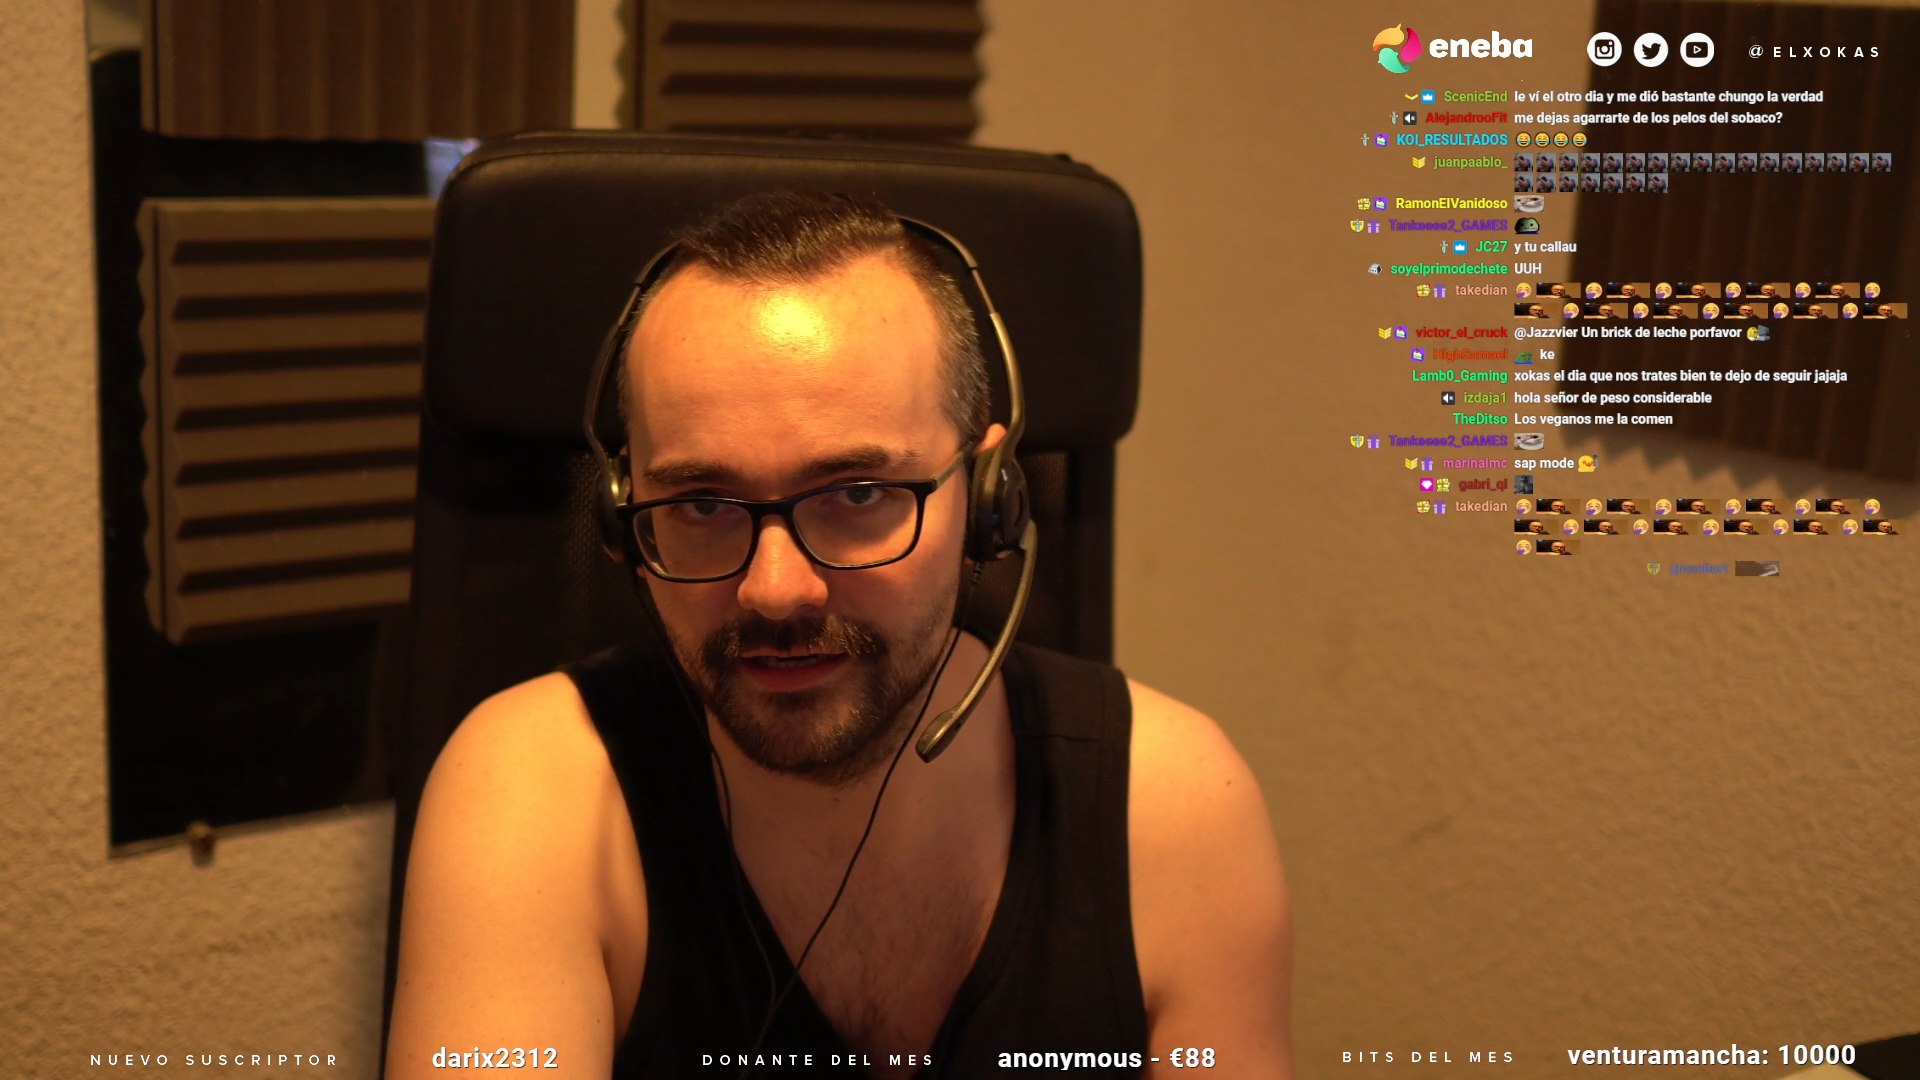 eneba
@ELXOKAS
ScenicEnd le ví el otro dia y me dió bastante chungo la verdad
AlejandrooFit me dejas agarrarte de los pelos del sobaco?
KOI_RESULTADOS
juanpaablo_
RamonElVanidoso
Tankeeee2_GAMES
JC27 y tu callau
soyelprimodechete UUH
takedian
victor_el_cruck @Jazzvier Un brick de leche porfavor
ke
Lamb0_Gaming xokas el dia que nos trates bien te dejo de seguir jajaja
izdaja1 hola señor de peso considerable
TheDitso Los veganos me la comen
Tankeeee2_GAMES
marinalmc sap mode
gabri_ql
takedian
NUEVO SUSCRIPTOR darix2312 DONANTE DEL MES anonymous - €88 BITS DEL MES venturamancha: 10000